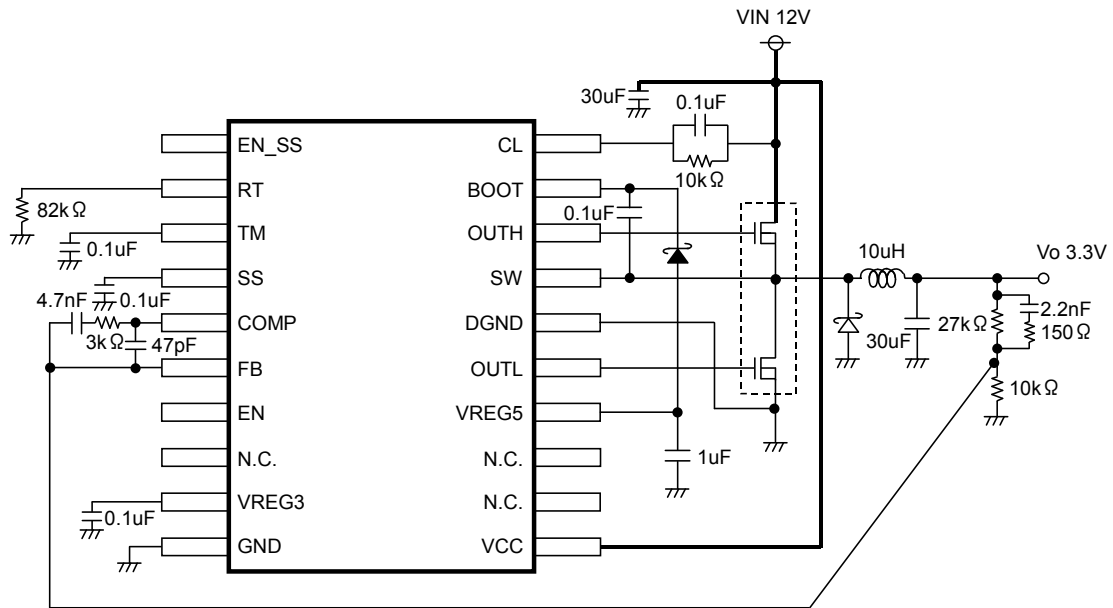 VIN 12V
30uF
0.1uF
10kΩ
EN_SS
CL
RT
BOOT
82kΩ
0.1uF
TM
OUTH
0.1uF
10uH
Vo 3.3V
SS
SW
4.7nF
0.1uF
2.2nF
COMP
DGND
3kΩ
47pF
30uF
27kΩ
150Ω
FB
OUTL
10kΩ
EN
VREG5
N.C.
N.C.
1uF
VREG3
N.C.
0.1uF
GND
VCC